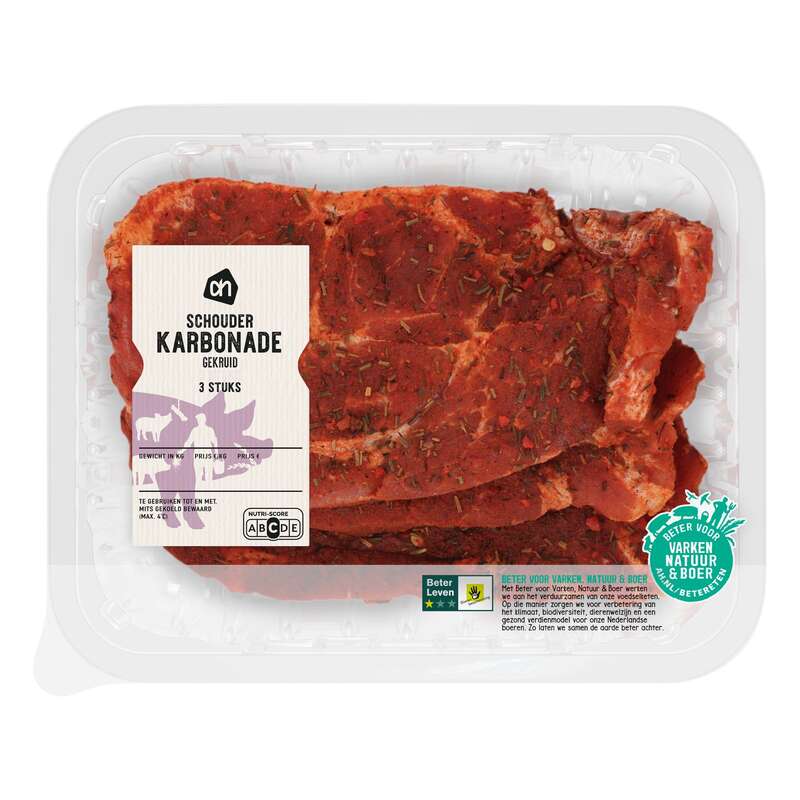 ah
SCHOUDER
KARBONADE
GEKRUID
3 STUKS
GEWICHT IN KG PRIJS €/KG PRIJS €
TE GEBRUIKEN TOT EN MET,
MITS GEKOELD BEWAARD
(MAX. 4°C)
NUTRI-SCORE
A B C D E
Beter
Leven
BETER VOOR VARKEN, NATUUR & BOER
Met Beter voor Varken, Natuur & Boer werken
we aan het verduurzamen van onze voedselketen.
Op die manier zorgen we voor verbetering van
het klimaat, biodiversiteit, dierenwelzijn en een
gezond verdienmodel voor onze Nederlandse
boeren. Zo laten we samen de aarde beter achter.
BETER VOOR
VARKEN
NATUUR
& BOER
AH.NL/BETERETEN